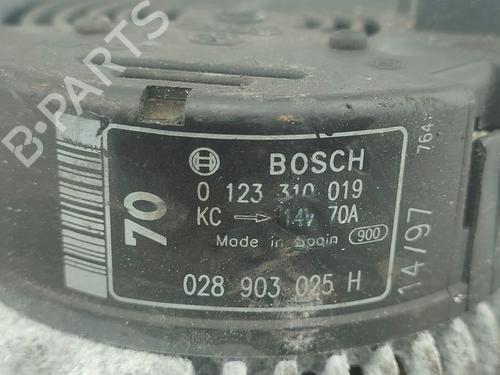 B-PARTS
70
BOSCH
0 123 310 019
KC → 14V 70A
Made in Spain 900
028 903 025 H
14/97
764